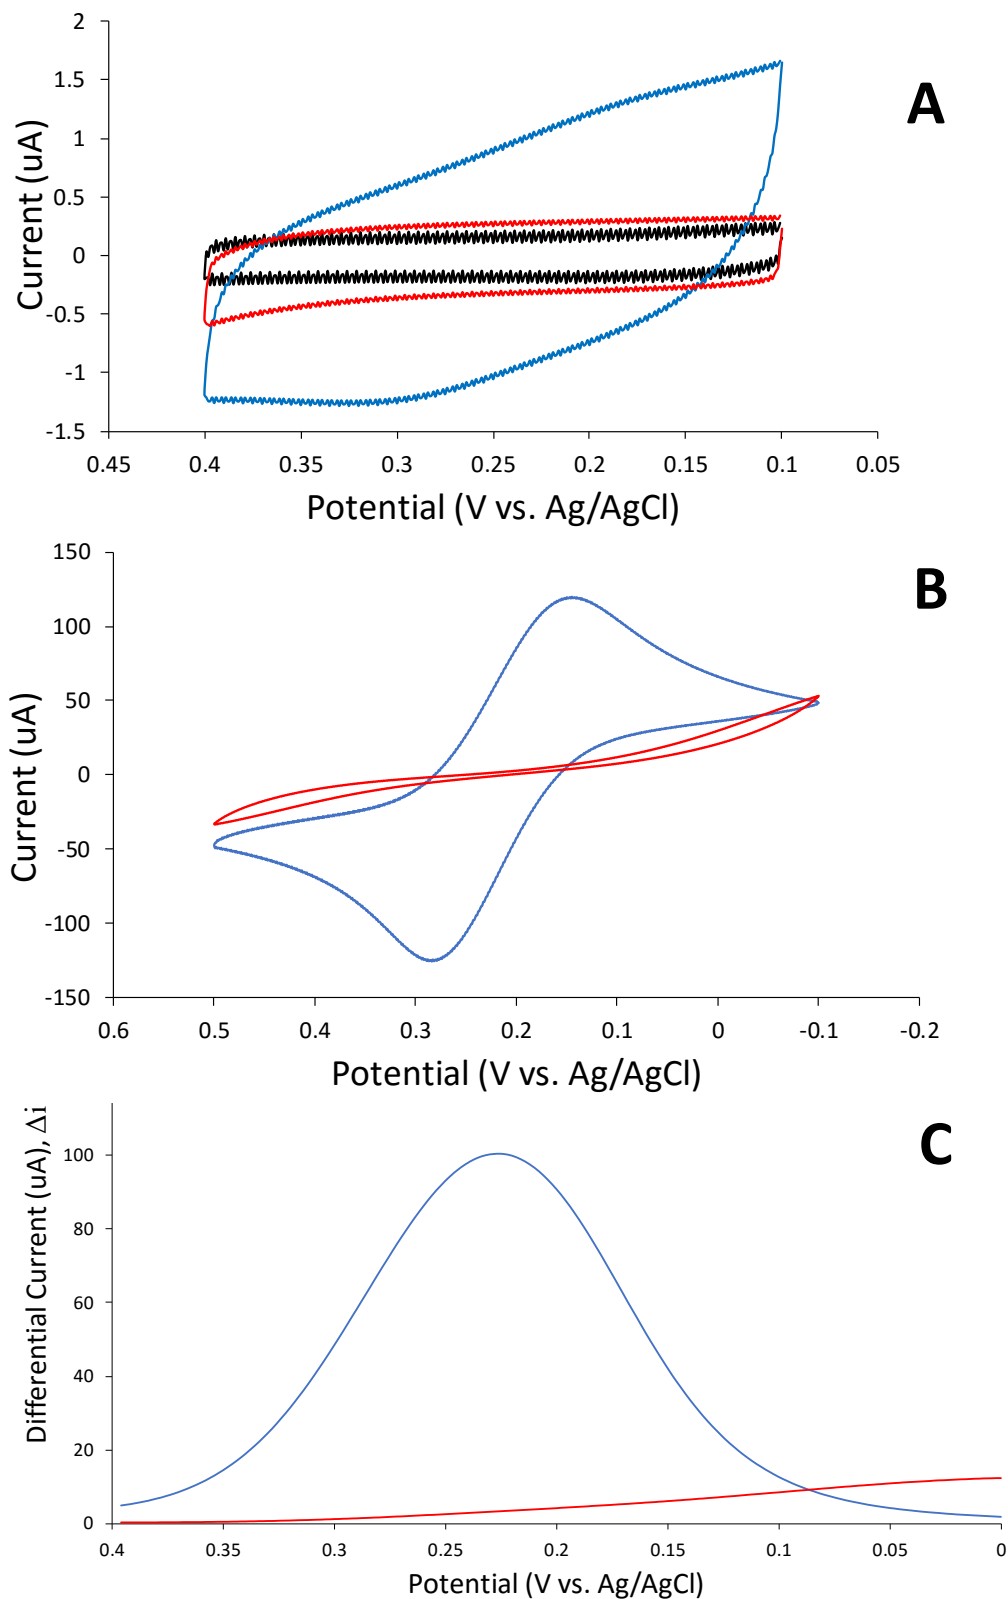 2
1.5
A
1
0.5
0
-0.5
-1
-1.5
Current (uA)
0.45 0.4 0.35 0.3 0.25 0.2 0.15 0.1 0.05
Potential (V vs. Ag/AgCl)
150
B
100
50
0
-50
-100
-150
Current (uA)
0.6 0.5 0.4 0.3 0.2 0.1 0 -0.1 -0.2
Potential (V vs. Ag/AgCl)
Differential Current (uA), Δi
C
100
80
60
40
20
0
0.4 0.35 0.3 0.25 0.2 0.15 0.1 0.05 0
Potential (V vs. Ag/AgCl)